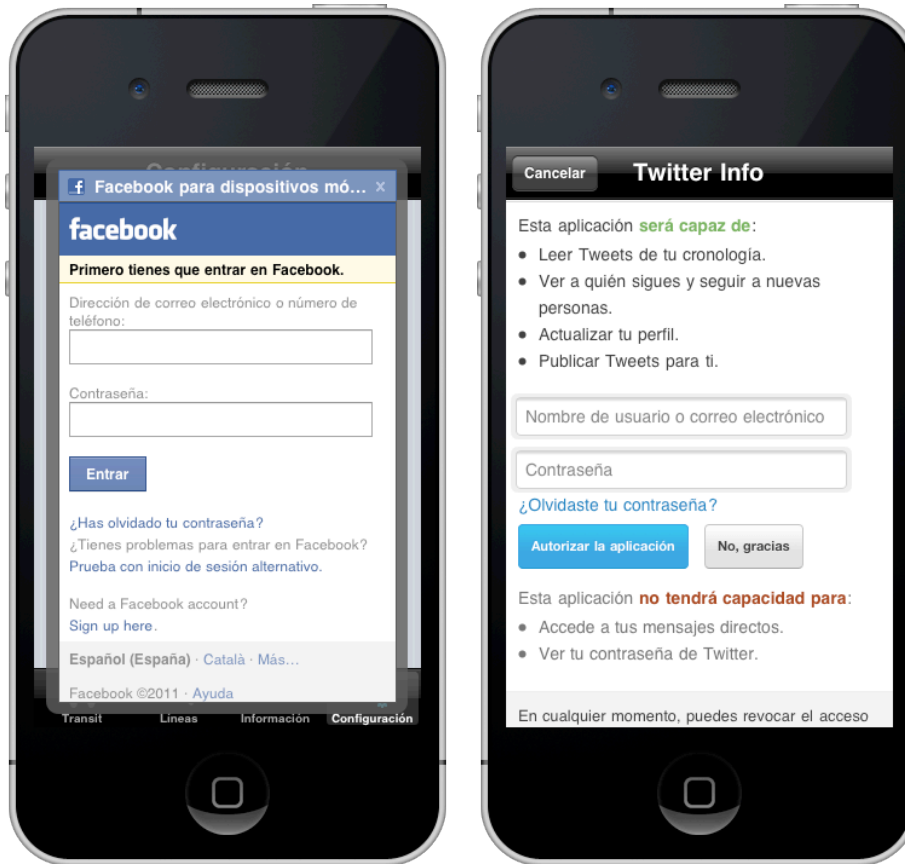 Configuración
Facebook para dispositivos mó... ×
facebook
Primero tienes que entrar en Facebook.
Dirección de correo electrónico o número de
teléfono:
Contraseña:
Entrar
¿Has olvidado tu contraseña?
¿Tienes problemas para entrar en Facebook?
Prueba con inicio de sesión alternativo.
Need a Facebook account?
Sign up here.
Español (España) · Català · Más...
Facebook ©2011 · Ayuda
Transit Líneas Información Configuración
Cancelar Twitter Info
Esta aplicación será capaz de:
• Leer Tweets de tu cronología.
• Ver a quién sigues y seguir a nuevas
personas.
• Actualizar tu perfil.
• Publicar Tweets para ti.
Nombre de usuario o correo electrónico
Contraseña
¿Olvidaste tu contraseña?
Autorizar la aplicación No, gracias
Esta aplicación no tendrá capacidad para:
• Accede a tus mensajes directos.
• Ver tu contraseña de Twitter.
En cualquier momento, puedes revocar el acceso